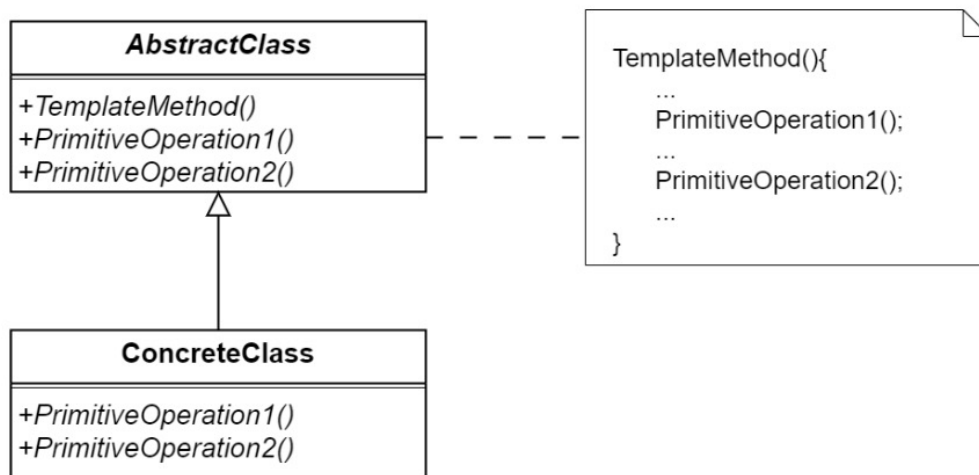 AbstractClass
+TemplateMethod()
+PrimitiveOperation1()
+PrimitiveOperation2()
TemplateMethod(){
...
PrimitiveOperation1();
...
PrimitiveOperation2();
...
}
ConcreteClass
+PrimitiveOperation1()
+PrimitiveOperation2()